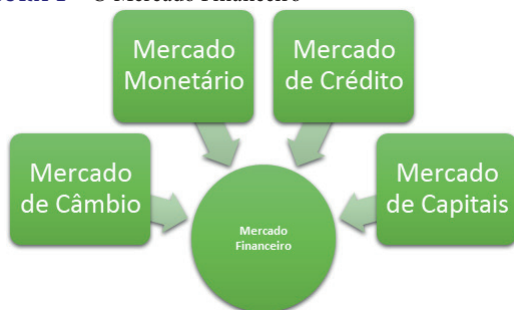 O Mercado Financeiro
Mercado
Monetário
Mercado
de Crédito
Mercado
de Câmbio
Mercado
de Capitais
Mercado
Financeiro